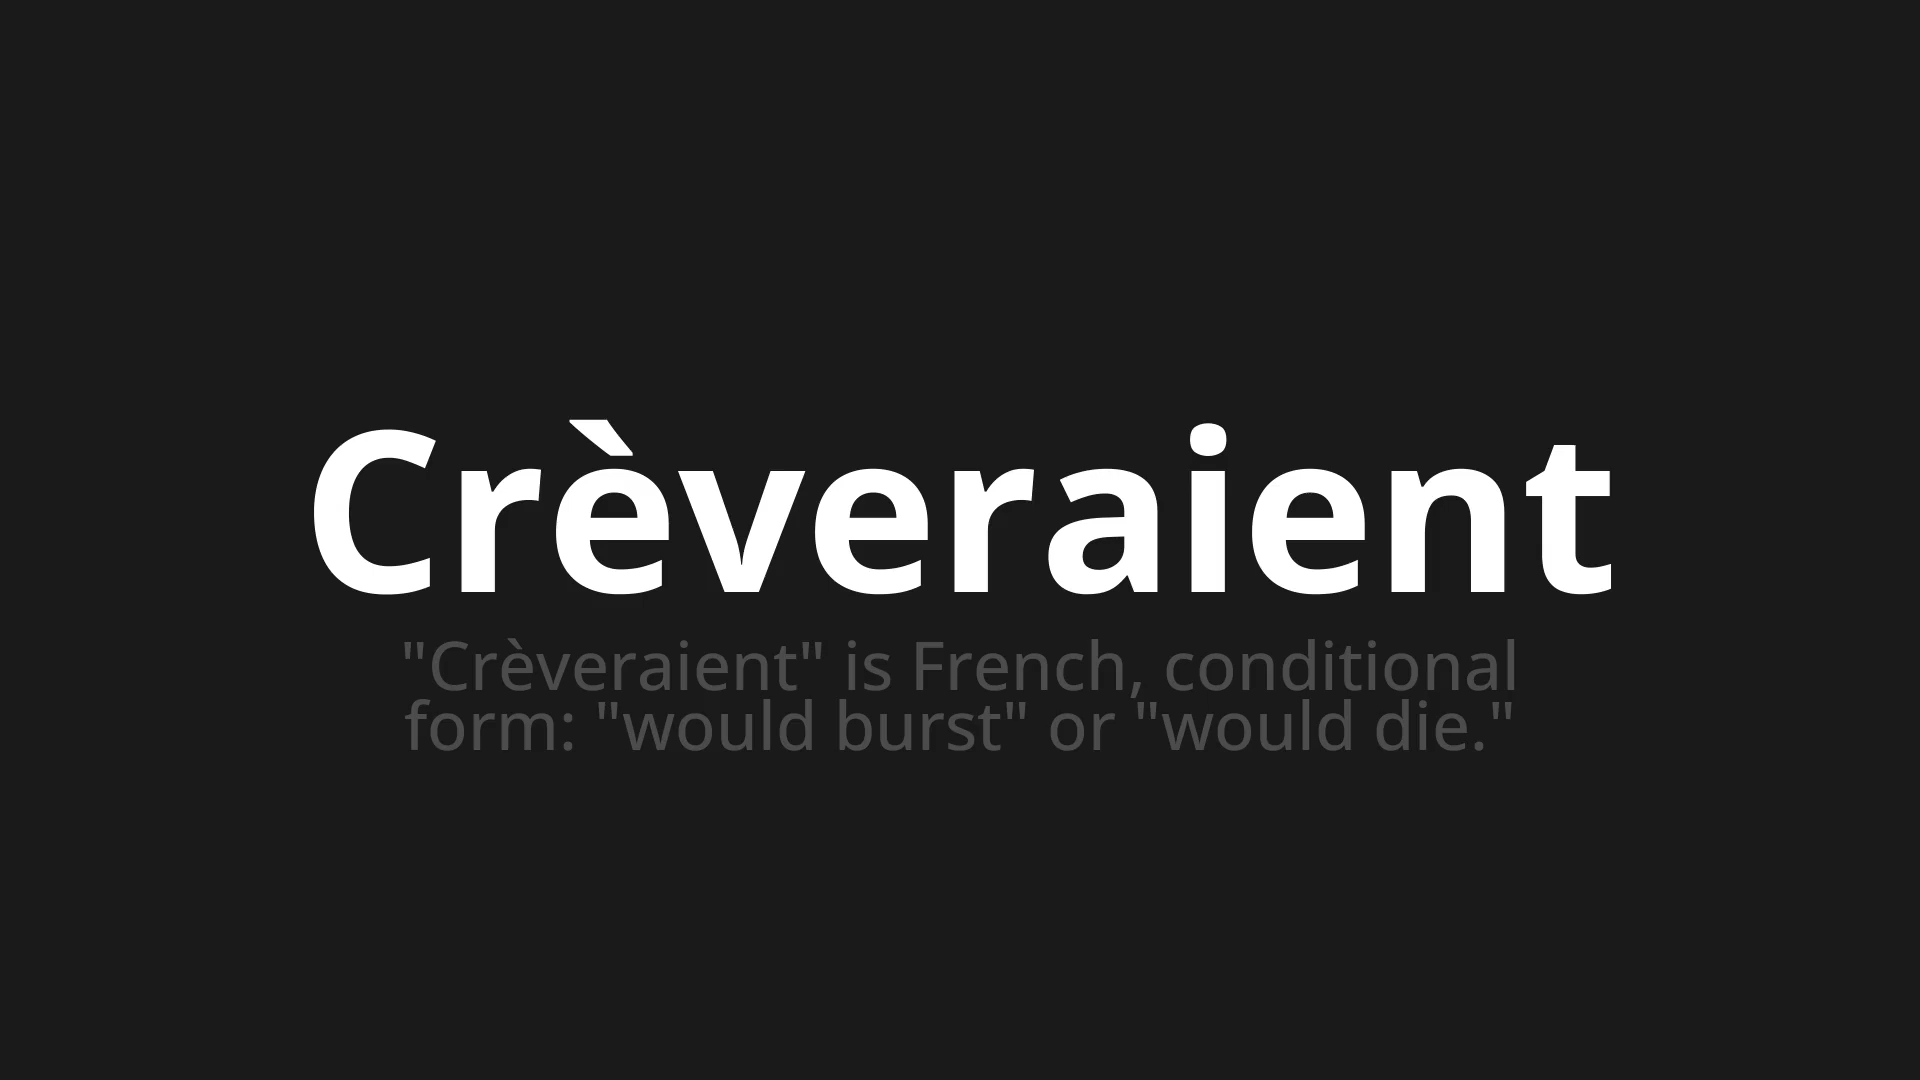 Crèveraient
"Crèveraient" is French, conditional
form: "would burst" or "would die."